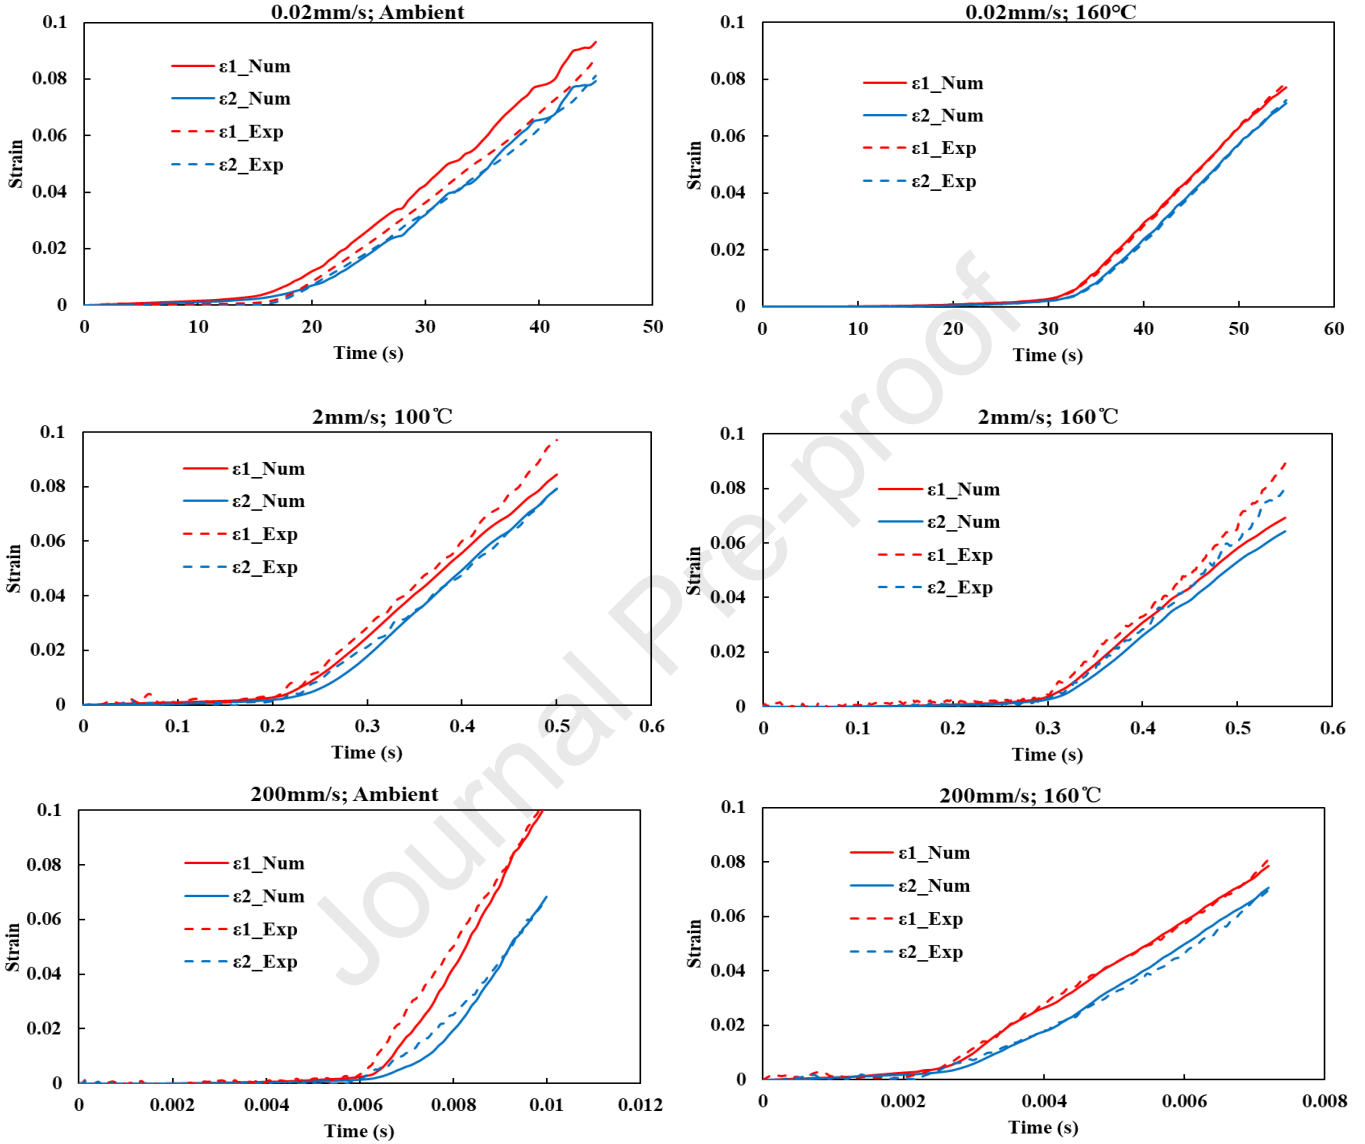 0.02mm/s; Ambient
0.1
0.08
0.06
0.04
0.02
0
Strain
ε1_Num
ε2_Num
ε1_Exp
ε2_Exp
0 10 20 30 40 50
Time (s)
0.02mm/s; 160°C
0.1
0.08
0.06
0.04
0.02
0
Strain
ε1_Num
ε2_Num
ε1_Exp
ε2_Exp
0 10 20 30 40 50 60
Time (s)
2mm/s; 100℃
0.1
0.08
0.06
0.04
0.02
0
Strain
ε1_Num
ε2_Num
ε1_Exp
ε2_Exp
0 0.1 0.2 0.3 0.4 0.5 0.6
Time (s)
2mm/s; 160℃
0.1
0.08
0.06
0.04
0.02
0
Strain
ε1_Num
ε2_Num
ε1_Exp
ε2_Exp
0 0.1 0.2 0.3 0.4 0.5 0.6
Time (s)
200mm/s; Ambient
0.1
0.08
0.06
0.04
0.02
0
Strain
ε1_Num
ε2_Num
ε1_Exp
ε2_Exp
0 0.002 0.004 0.006 0.008 0.01 0.012
Time (s)
200mm/s; 160℃
0.1
0.08
0.06
0.04
0.02
0
Strain
ε1_Num
ε2_Num
ε1_Exp
ε2_Exp
0 0.002 0.004 0.006 0.008
Time (s)
Journal Pre-proof